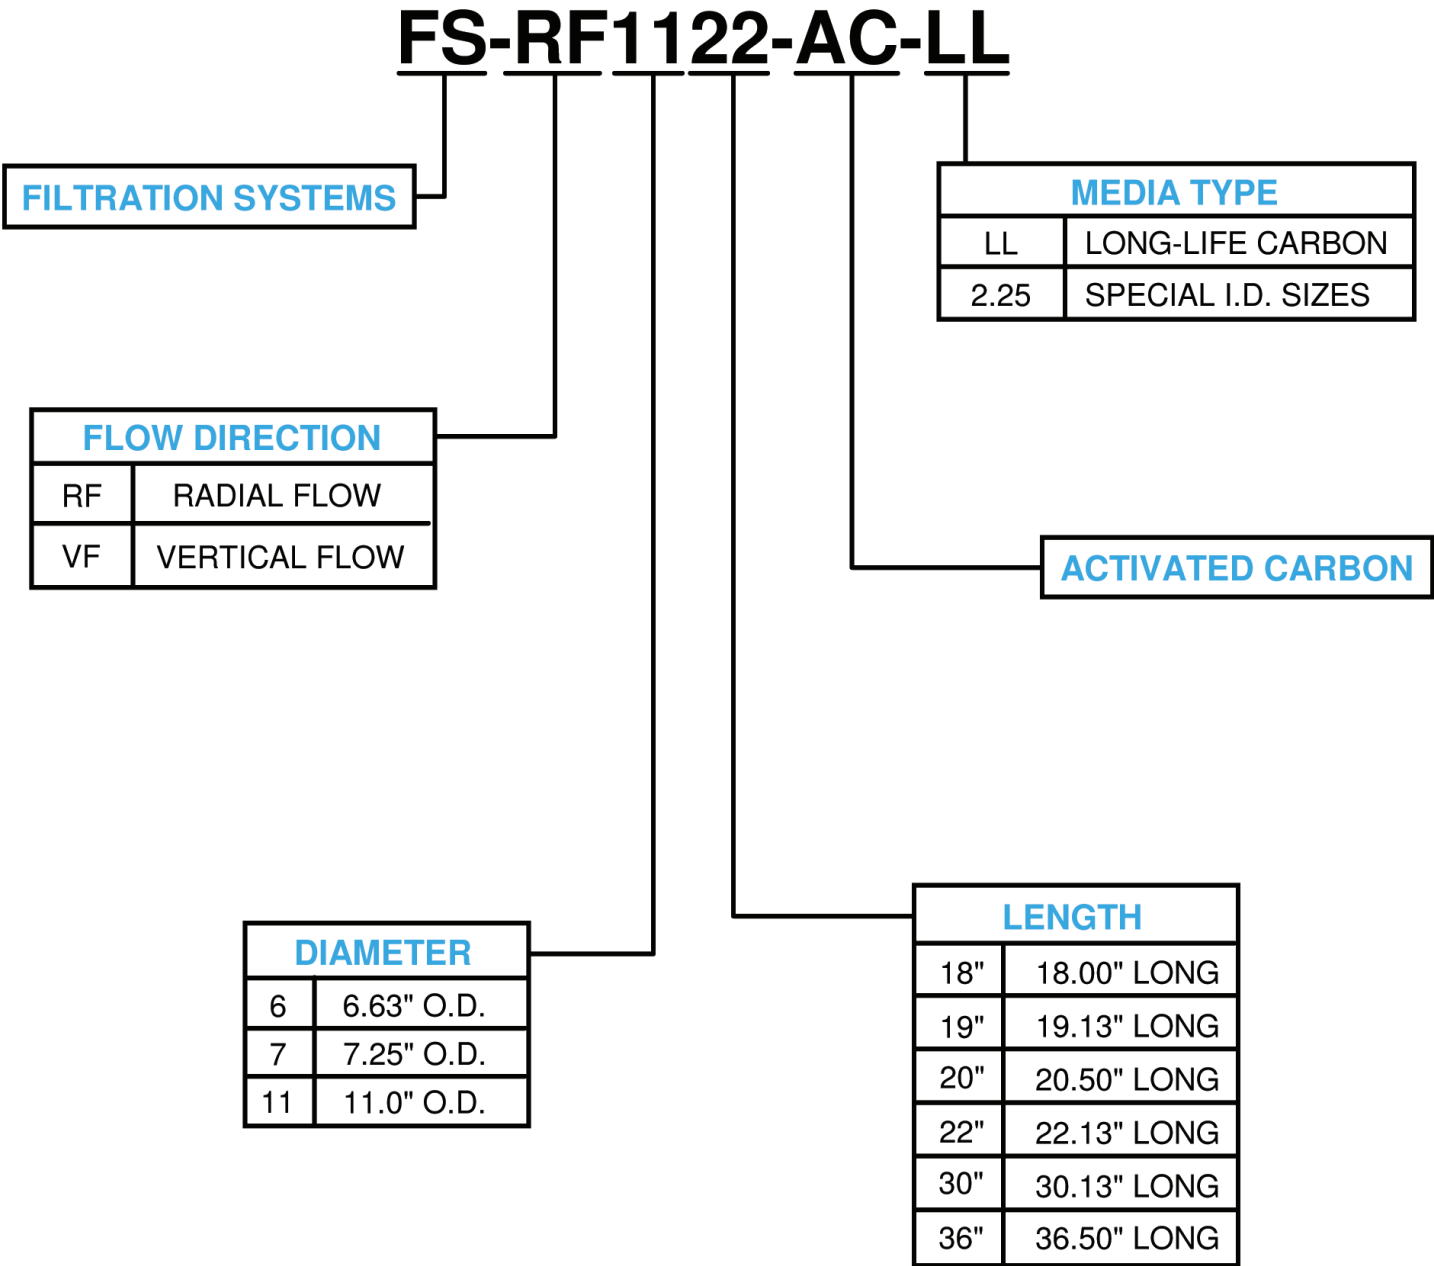 FS-RF1122-AC-LL
FILTRATION SYSTEMS
MEDIA TYPE
LL LONG-LIFE CARBON
2.25 SPECIAL I.D. SIZES
FLOW DIRECTION
RF RADIAL FLOW
VF VERTICAL FLOW
ACTIVATED CARBON
DIAMETER
6 6.63" O.D.
7 7.25" O.D.
11 11.0" O.D.
LENGTH
18" 18.00" LONG
19" 19.13" LONG
20" 20.50" LONG
22" 22.13" LONG
30" 30.13" LONG
36" 36.50" LONG